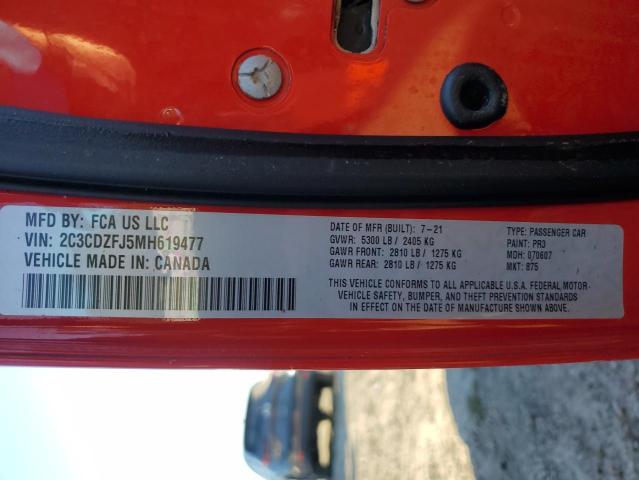 MFD BY: FCA US LLC
VIN: 2C3CDZFJ5MH619477
VEHICLE MADE IN: CANADA
DATE OF MFR (BUILT): 7-21
GVWR: 5300 LB / 2405 KG
GAWR FRONT: 2810 LB / 1275 KG
GAWR REAR: 2810 LB / 1275 KG
TYPE: PASSENGER CAR
PAINT: PR3
MDH: 070607
MKT: 875
THIS VEHICLE CONFORMS TO ALL APPLICABLE U.S.A. FEDERAL MOTOR
VEHICLE SAFETY, BUMPER, AND THEFT PREVENTION STANDARDS
IN EFFECT ON THE DATE OF MANUFACTURE SHOWN ABOVE.